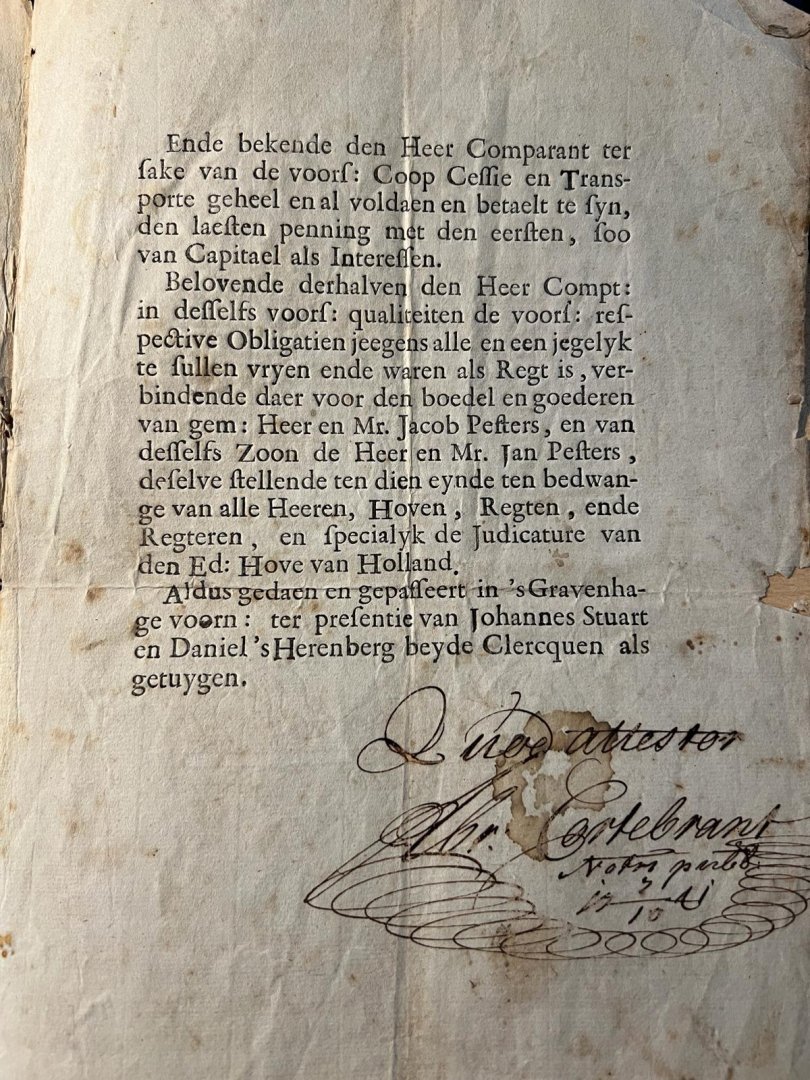 Ende bekende den Heer Comparant ter
ſake van de voorſ: Coop Ceſſie en Trans-
porte geheel en al voldaen en betaelt te ſyn,
den laeſten penning met den eerſten, ſoo
van Capitael als Intereſſen.
Belovende derhalven den Heer Compt:
in deſſelfs voorſ: qualiteiten de voorſ: reſ-
pective Obligatien jeegens alle en een jegelyk
te ſullen vryen ende waren als Regt is, ver-
bindende daer voor den boedel en goederen
van gem: Heer en Mr. Jacob Peſters, en van
deſſelfs Zoon de Heer en Mr. Jan Peſters,
deſelve ſtellende ten dien eynde ten bedwan-
ge van alle Heeren, Hoven, Regten, ende
Regteren, en ſpecialyk de Judicature van
den Ed: Hove van Holland.
Aldus gedaen en gepaſſeert in 'sGravenha-
ge voorn: ter preſentie van Johannes Stuart
en Daniel 'sHerenberg beyde Clercquen als
getuygen.
Quod attestor
Cortebrant